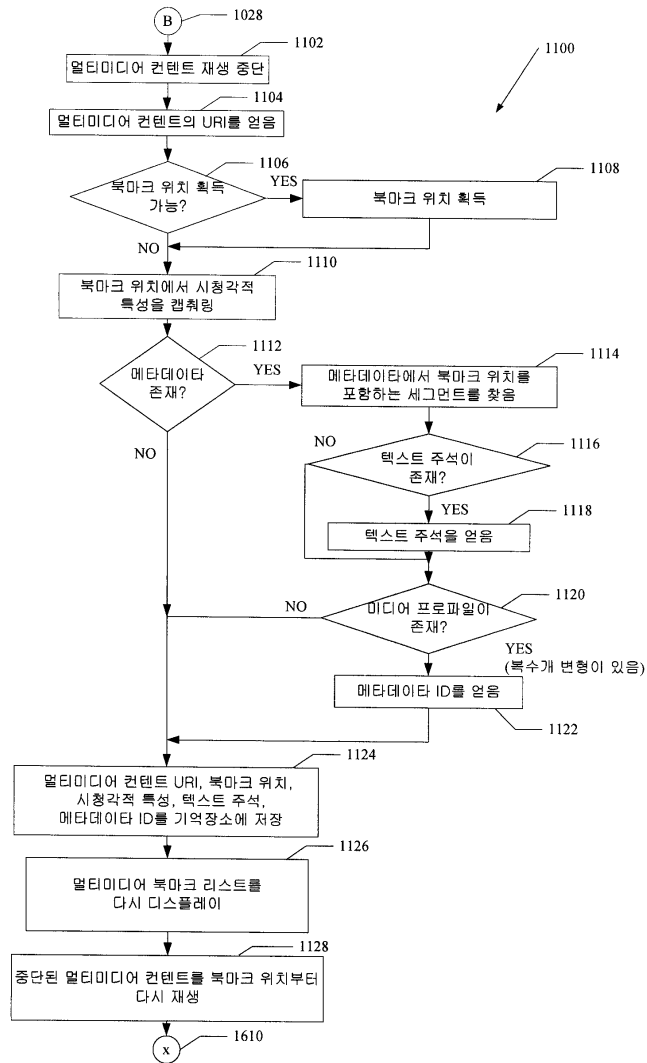 B
1028
1102
멀티미디어 컨텐트 재생 중단
1100
1104
멀티미디어 컨텐트의 URI를 얻음
1106
북마크 위치 획득
가능?
YES
1108
북마크 위치 획득
NO
1110
북마크 위치에서 시청각적
특성을 캡춰링
1112
메타데이타
존재?
YES
1114
메타데이타에서 북마크 위치를
포함하는 세그먼트를 찾음
NO
NO
1116
텍스트 주석이
존재?
YES
1118
텍스트 주석을 얻음
1120
NO
미디어 프로파일이
존재?
YES
(복수개 변형이 있음)
메타데이타 ID를 얻음
1122
1124
멀티미디어 컨텐트 URI, 북마크 위치,
시청각적 특성, 텍스트 주석,
메타데이타 ID를 기억장소에 저장
1126
멀티미디어 북마크 리스트를
다시 디스플레이
1128
중단된 멀티미디어 컨텐트를 북마크 위치부터
다시 재생
x
1610